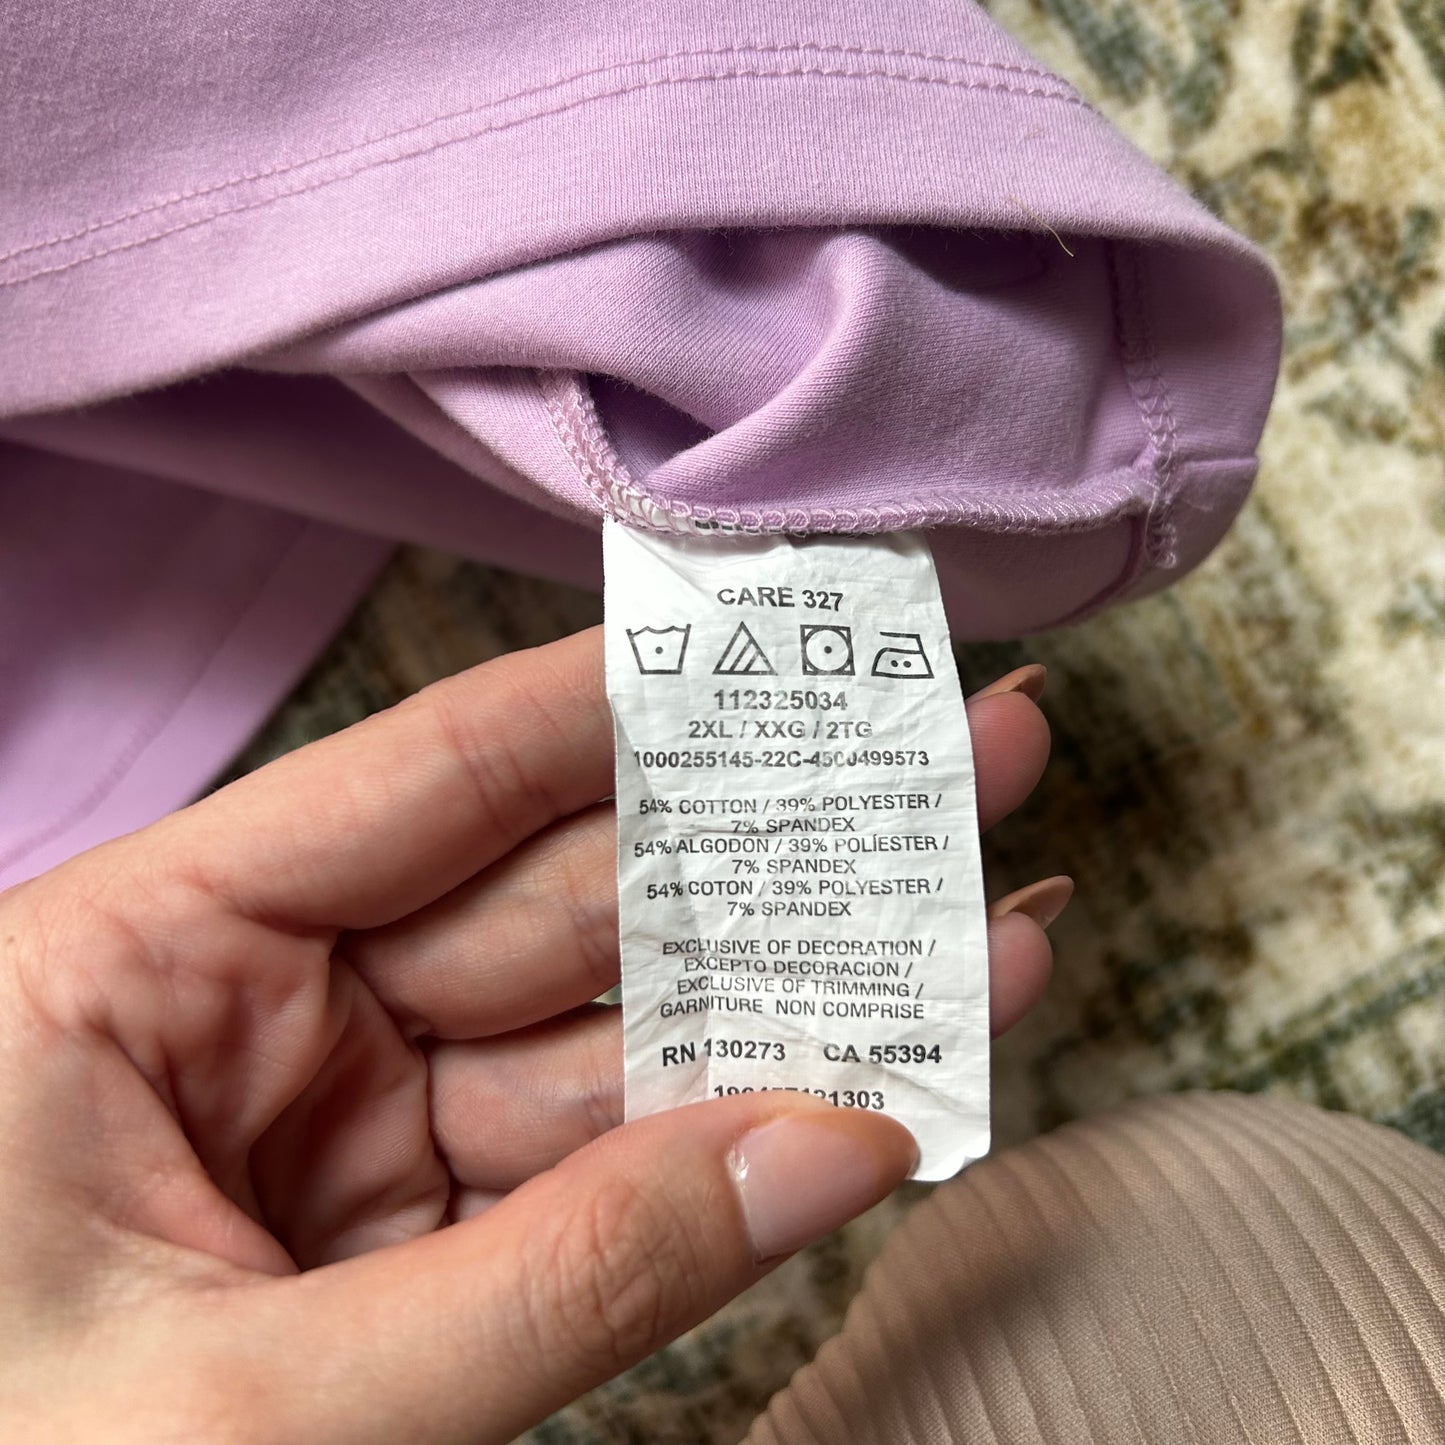 CARE 327
112325034
2XL / XXG / 2TG
1000255145-22C-4500499573
54% COTTON / 39% POLYESTER /
7% SPANDEX
54% ALGODON / 39% POLÍESTER /
7% SPANDEX
54% COTON / 39% POLYESTER /
7% SPANDEX
EXCLUSIVE OF DECORATION /
EXCEPTO DECORACION /
EXCLUSIVE OF TRIMMING /
GARNITURE NON COMPRISE
RN 130273 CA 55394